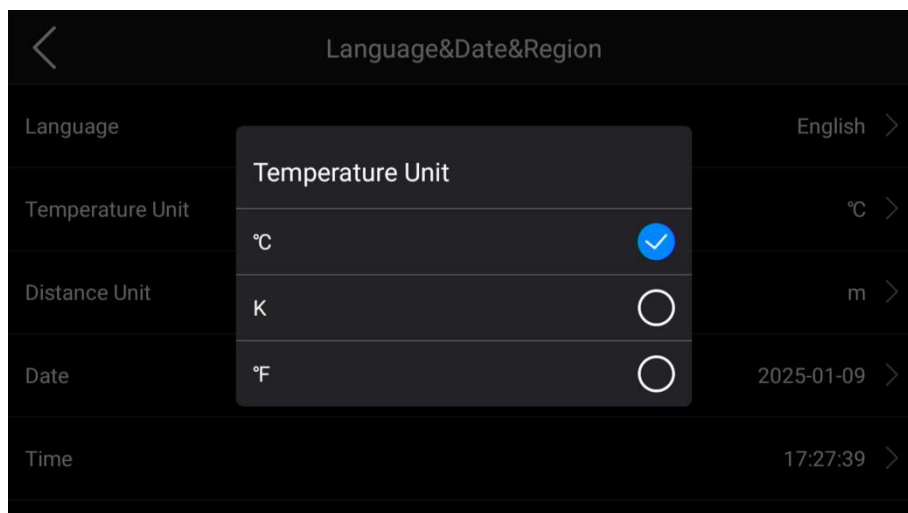 Language&Date&Region
Language English
Temperature Unit
Temperature Unit ℃
℃
Distance Unit m
K
Date 2025-01-09
℉
Time 17:27:39